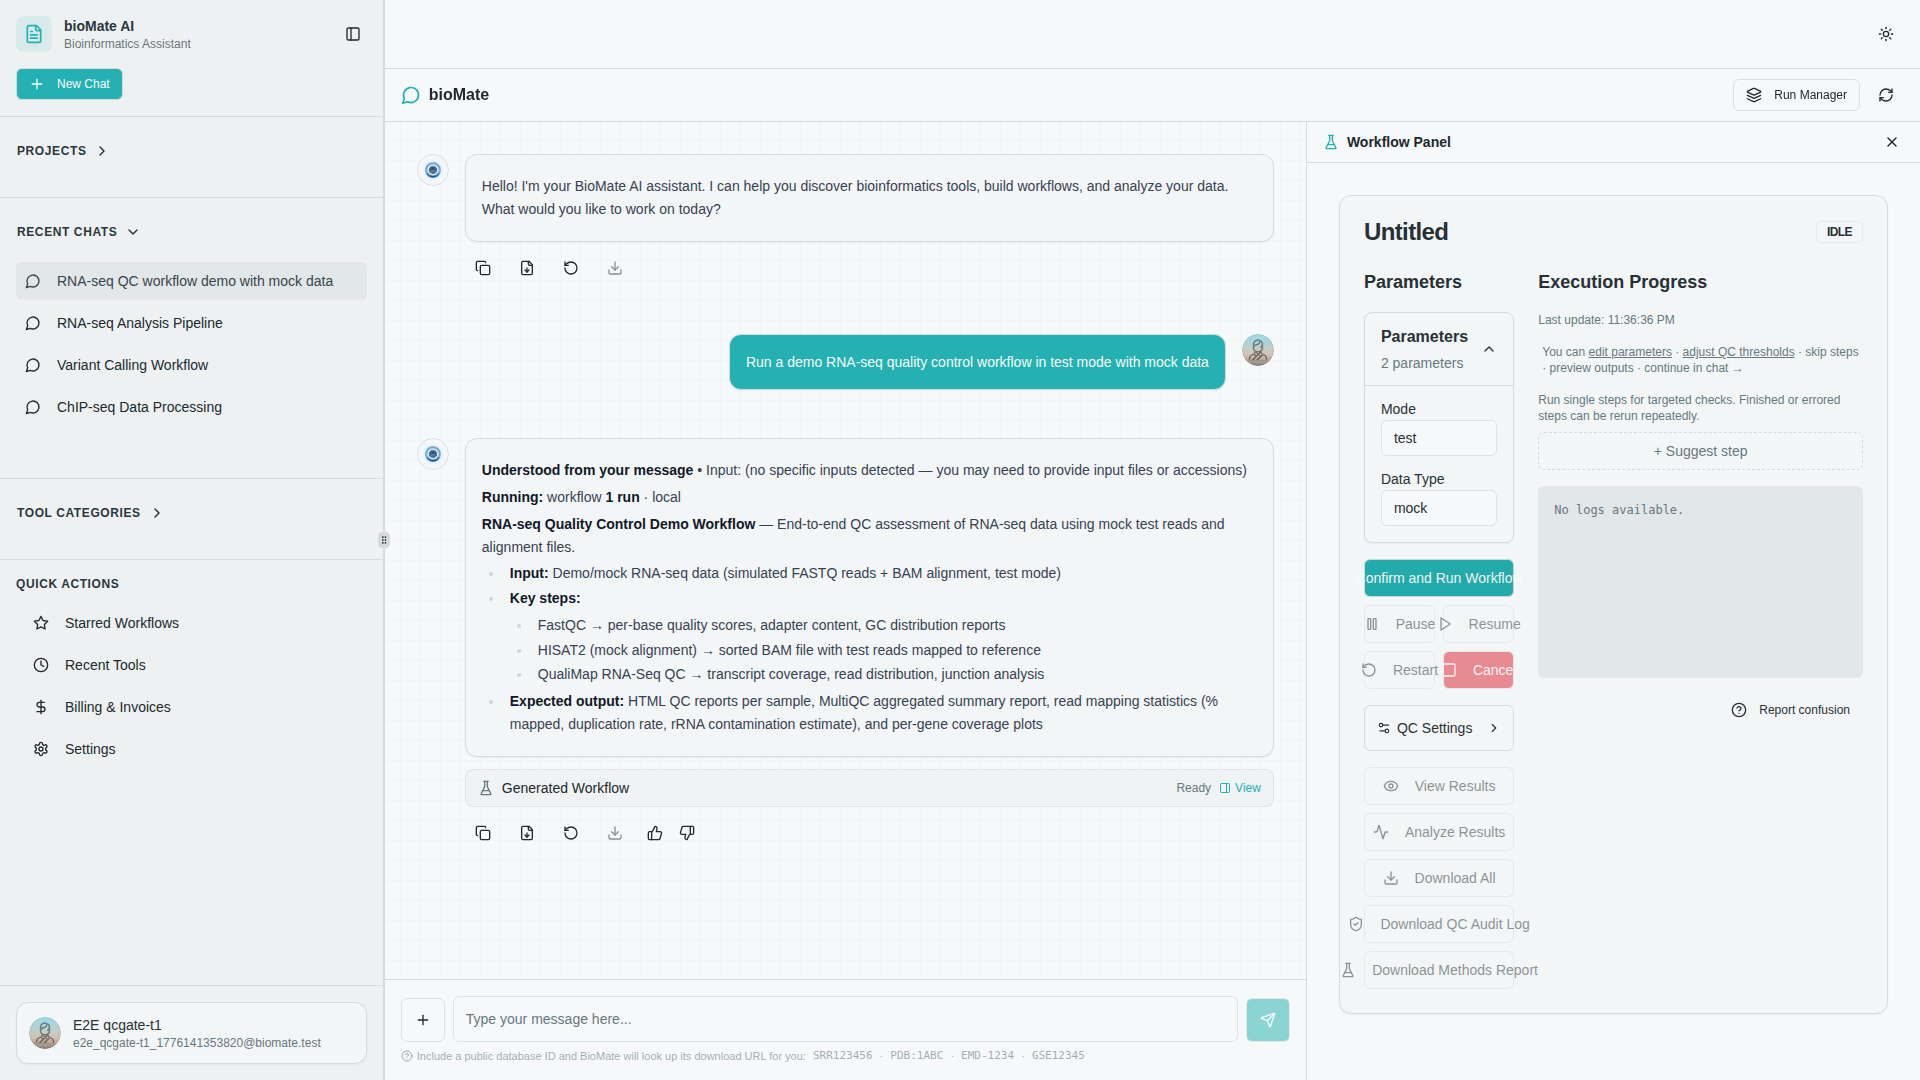 bioMate AI
Bioinformatics Assistant
New Chat
PROJECTS
RECENT CHATS
RNA-seq QC workflow demo with mock data
RNA-seq Analysis Pipeline
Variant Calling Workflow
ChIP-seq Data Processing
TOOL CATEGORIES
QUICK ACTIONS
Starred Workflows
Recent Tools
Billing & Invoices
Settings
E2E qcgate-t1
e2e_qcgate-t1_1776141353820@biomate.test
bioMate
Run Manager
Hello! I'm your BioMate AI assistant. I can help you discover bioinformatics tools, build workflows, and analyze your data.
What would you like to work on today?
Run a demo RNA-seq quality control workflow in test mode with mock data
Understood from your message • Input: (no specific inputs detected — you may need to provide input files or accessions)
Running: workflow 1 run · local
RNA-seq Quality Control Demo Workflow — End-to-end QC assessment of RNA-seq data using mock test reads and
alignment files.
Input: Demo/mock RNA-seq data (simulated FASTQ reads + BAM alignment, test mode)
Key steps:
FastQC → per-base quality scores, adapter content, GC distribution reports
HISAT2 (mock alignment) → sorted BAM file with test reads mapped to reference
QualiMap RNA-Seq QC → transcript coverage, read distribution, junction analysis
Expected output: HTML QC reports per sample, MultiQC aggregated summary report, read mapping statistics (%
mapped, duplication rate, rRNA contamination estimate), and per-gene coverage plots
Generated Workflow
Ready
View
Type your message here...
Include a public database ID and BioMate will look up its download URL for you: SRR123456 · PDB:1ABC · EMD-1234 · GSE12345
Workflow Panel
Untitled
IDLE
Parameters
Parameters
2 parameters
Mode
test
Data Type
mock
onfirm and Run Workflo
Pause
Resume
Restart
Cance
QC Settings
View Results
Analyze Results
Download All
Download QC Audit Log
Download Methods Report
Execution Progress
Last update: 11:36:36 PM
You can edit parameters · adjust QC thresholds · skip steps
· preview outputs · continue in chat →
Run single steps for targeted checks. Finished or errored
steps can be rerun repeatedly.
+ Suggest step
No logs available.
Report confusion